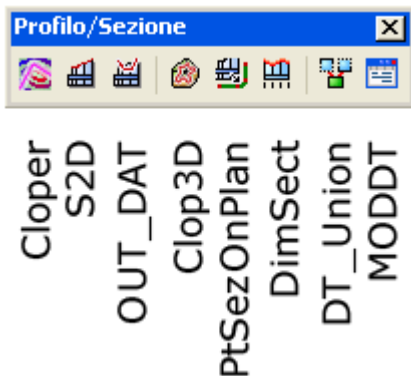 Profilo/Sezione
Cloper
S2D
OUT_DAT
Clop3D
PtSezOnPlan
DimSect
DT_Union
MODDT